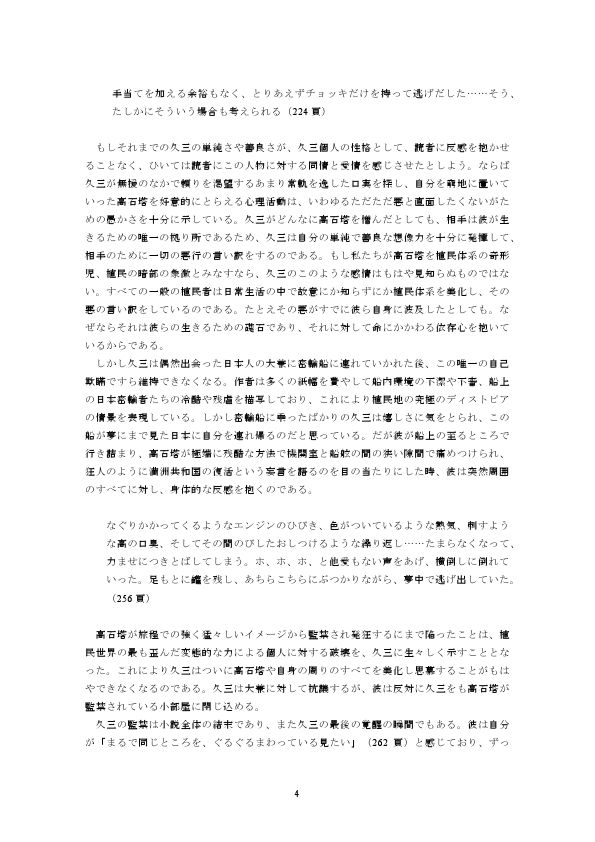 手当てを加える余裕もなく、とりあえずチョッキだけを持って逃げだした……そう、
たしかにそういう場合も考えられる（224 頁）
もしそれまでの久三の単純さや善良さが、久三個人の性格として、読者に反感を抱かせ
ることなく、ひいては読者にこの人物に対する同情と愛情を感じさせたとしよう。ならば
久三が無援のなかで頼りを渇望するあまり常軌を逸した口実を探し、自分を窮地に置いて
いった高石塔を好意的にとらえる心理活動は、いわゆるただただ悪と直面したくないがた
めの愚かさを十分に示している。久三がどんなに高石塔を憎んだとしても、相手は彼が生
きるための唯一の拠り所であるため、久三は自分の単純で善良な想像力を十分に発揮して、
相手のために一切の悪行の言い訳をするのである。もし私たちが高石塔を植民体系の奇形
児、植民の暗部の象徴とみなすなら、久三のこのような感情はもはや見知らぬものではな
い。すべての一般の植民者は日常生活の中で故意にか知らずにか植民体系を美化し、その
悪の言い訳をしているのである。たとえその悪がすでに彼ら自身に波及したとしても。な
ぜならそれは彼らの生きるための礎石であり、それに対して命にかかわる依存心を抱いて
いるからである。
しかし久三は偶然出会った日本人の大兼に密輸船に連れていかれた後、この唯一の自己
欺瞞ですら維持できなくなる。作者は多くの紙幅を費やして船内環境の不潔や不吉、船上
の日本密輸者たちの冷酷や残虐を描写しており、これにより植民地の究極のディストピア
の情景を表現している。しかし密輸船に乗ったばかりの久三は嬉しさに気をとられ、この
船が夢にまで見た日本に自分を連れ帰るのだと思っている。だが彼が船上の至るところで
行き詰まり、高石塔が極端に残酷な方法で機関室と船舷の間の狭い隙間で痛めつけられ、
狂人のように満洲共和国の復活という妄言を語るのを目の当たりにした時、彼は突然周囲
のすべてに対し、身体的な反感を抱くのである。
なぐりかかってくるようなエンジンのひびき、色がついているような熱気、刺すよう
な高の口臭、そしてその間のびしたおしつけるような繰り返し……たまらなくなって、
力ませにつきとばしてしまう。ホ、ホ、ホ、と他愛もない声をあげ、横倒しに倒れて
いった。足もとに纏を残し、あちらこちらにぶつかりながら、夢中で逃げ出していた。
（256 頁）
高石塔が旅程での強く猛々しいイメージから監禁され発狂するにまで陥ったことは、植
民世界の最も歪んだ変態的な力による個人に対する破壊を、久三に生々しく示すこととな
った。これにより久三はついに高石塔や自身の周りのすべてを美化し思慕することがもは
やできなくなるのである。久三は大兼に対して抗議するが、彼は反対に久三をも高石塔が
監禁されている小部屋に閉じ込める。
久三の監禁は小説全体の結末であり、また久三の最後の覚醒の瞬間でもある。彼は自分
が「まるで同じところを、ぐるぐるまわっている見たい」（262 頁）と感じており、ずっ
4